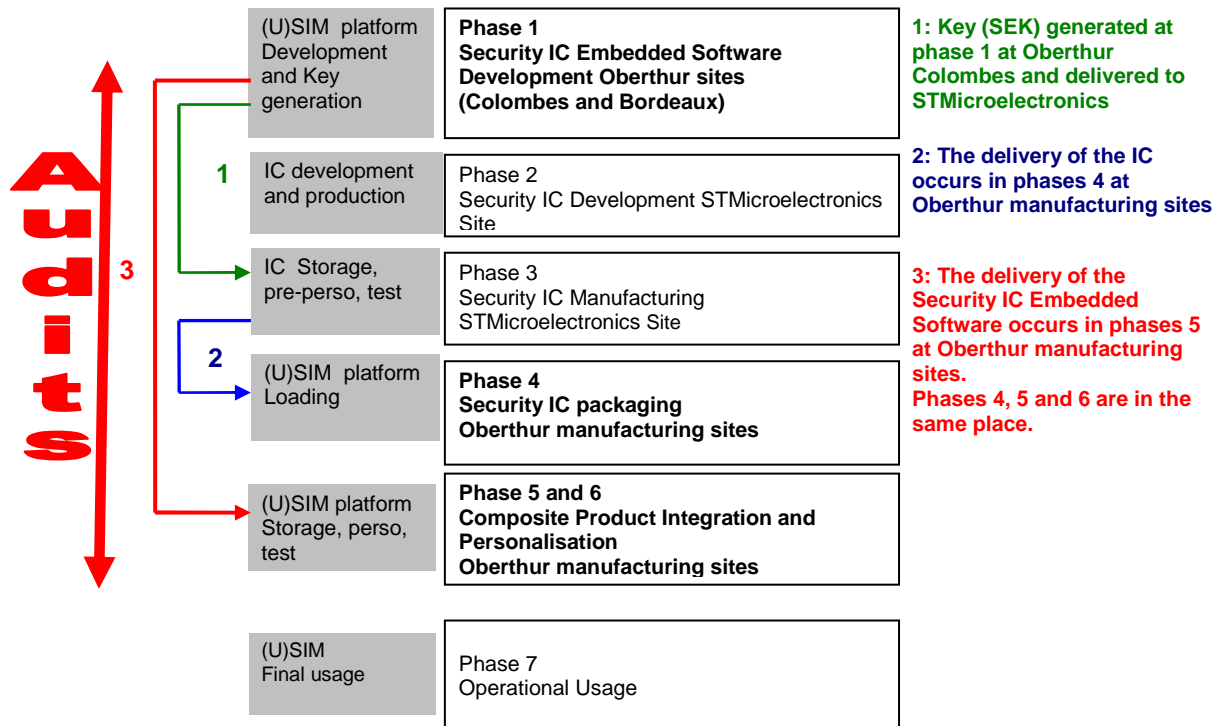 Audits
3
1
2
(U)SIM platform
Development
and Key
generation
Phase 1
Security IC Embedded Software
Development Oberthur sites
(Colombes and Bordeaux)
IC development
and production
Phase 2
Security IC Development STMicroelectronics
Site
IC Storage,
pre-perso, test
Phase 3
Security IC Manufacturing
STMicroelectronics Site
(U)SIM platform
Loading
Phase 4
Security IC packaging
Oberthur manufacturing sites
(U)SIM platform
Storage, perso,
test
Phase 5 and 6
Composite Product Integration and
Personalisation
Oberthur manufacturing sites
(U)SIM
Final usage
Phase 7
Operational Usage
1: Key (SEK) generated at
phase 1 at Oberthur
Colombes and delivered to
STMicroelectronics
2: The delivery of the IC
occurs in phases 4 at
Oberthur manufacturing sites
3: The delivery of the
Security IC Embedded
Software occurs in phases 5
at Oberthur manufacturing
sites.
Phases 4, 5 and 6 are in the
same place.